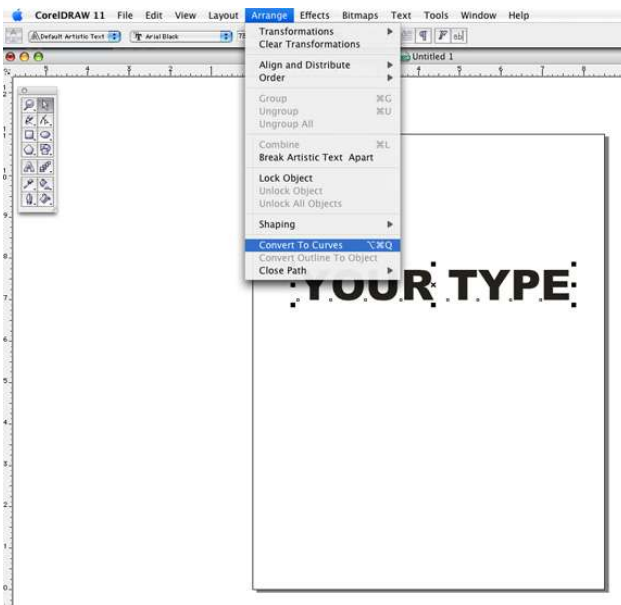 CorelDRAW 11 File Edit View Layout Arrange Effects Bitmaps Text Tools Window Help
Default Artistic Text Arial Black
Untitled 1
Transformations
Clear Transformations
Align and Distribute
Order
Group ⌘G
Ungroup ⌘U
Ungroup All
Combine ⌘L
Break Artistic Text Apart
Lock Object
Unlock Object
Unlock All Objects
Shaping
Convert To Curves ⌥⌘Q
Convert Outline To Object
Close Path
YOUR TYPE